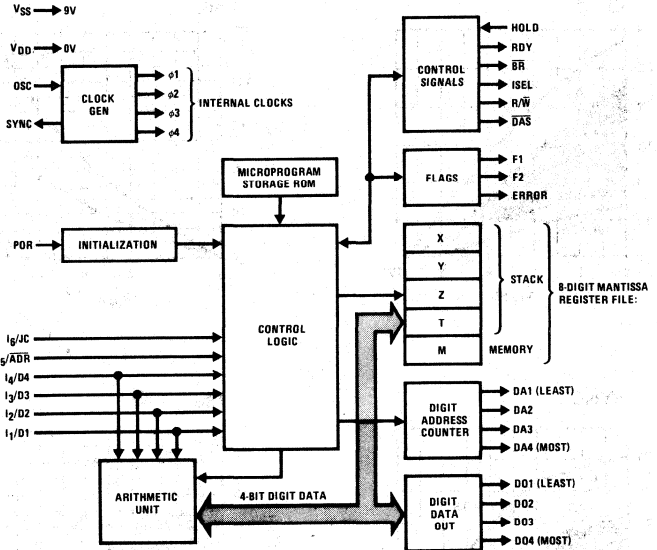 VSS 9V
VDD 0V
OSC
SYNC
CLOCK
GEN
φ1
φ2
φ3
φ4
INTERNAL CLOCKS
CONTROL
SIGNALS
HOLD
RDY
B̅R̅
ISEL
R/W̅
D̅A̅S̅
MICROPROGRAM
STORAGE ROM
FLAGS
F1
F2
ERROR
POR
INITIALIZATION
CONTROL
LOGIC
X
Y
Z
T
M
STACK
MEMORY
8-DIGIT MANTISSA
REGISTER FILE:
I6/JC
5/A̅D̅R̅
I4/D4
I3/D3
I2/D2
I1/D1
DIGIT
ADDRESS
COUNTER
DA1 (LEAST)
DA2
DA3
DA4 (MOST)
ARITHMETIC
UNIT
4-BIT DIGIT DATA
DIGIT
DATA
OUT
DO1 (LEAST)
DO2
DO3
DO4 (MOST)